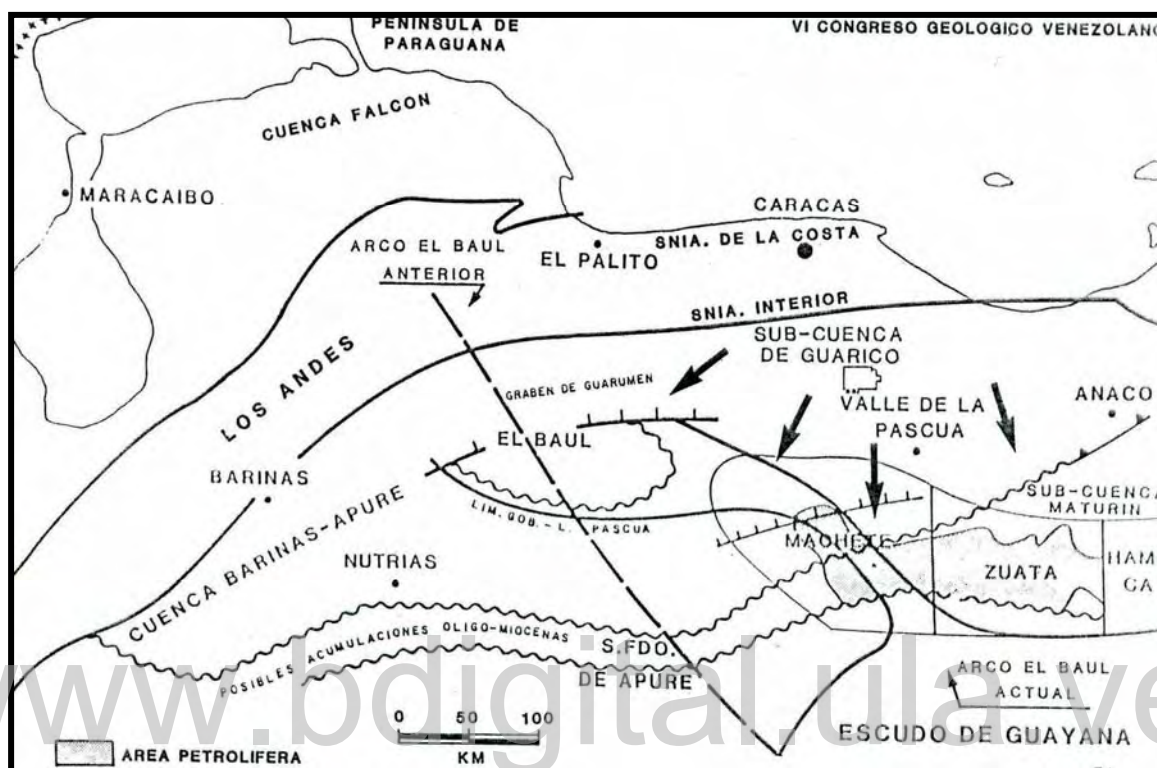 PENINSULA DE
PARAGUANA
VI CONGRESO GEOLOGICO VENEZOLANO
CUENCA FALCON
MARACAIBO
CARACAS
SNIA. DE LA COSTA
ARCO EL BAUL
ANTERIOR
EL PALITO
SNIA. INTERIOR
SUB-CUENCA
DE GUARICO
LOS ANDES
GRABEN DE GUARUMEN
VALLE DE LA
PASCUA
ANACO
EL BAUL
BARINAS
LIM. GOB. - L. PASCUA
SUB-CUENCA
MATURIN
CUENCA BARINAS-APURE
MACHETE
ZUATA
HAM
CA
NUTRIAS
POSIBLES ACUMULACIONES OLIGO-MIOCENAS
S. FDO.
DE APURE
ARCO EL BAUL
ACTUAL
ESCUDO DE GUAYANA
0 50 100
KM
AREA PETROLIFERA
www.bdigital.ula.ve